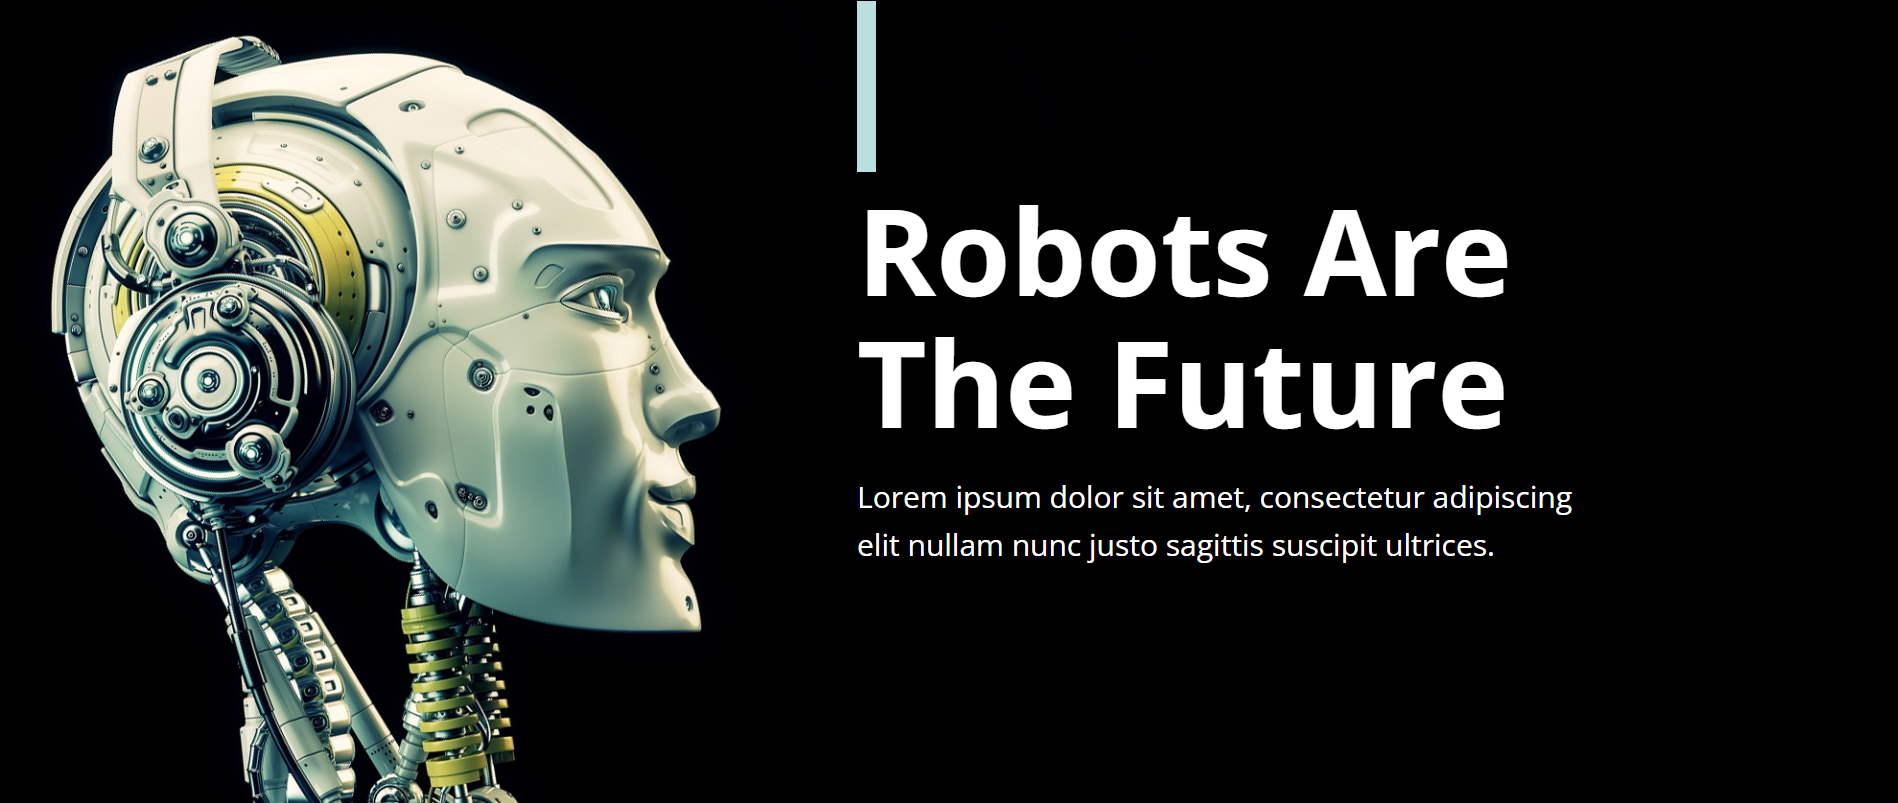 Robots Are
The Future
Lorem ipsum dolor sit amet, consectetur adipiscing
elit nullam nunc justo sagittis suscipit ultrices.